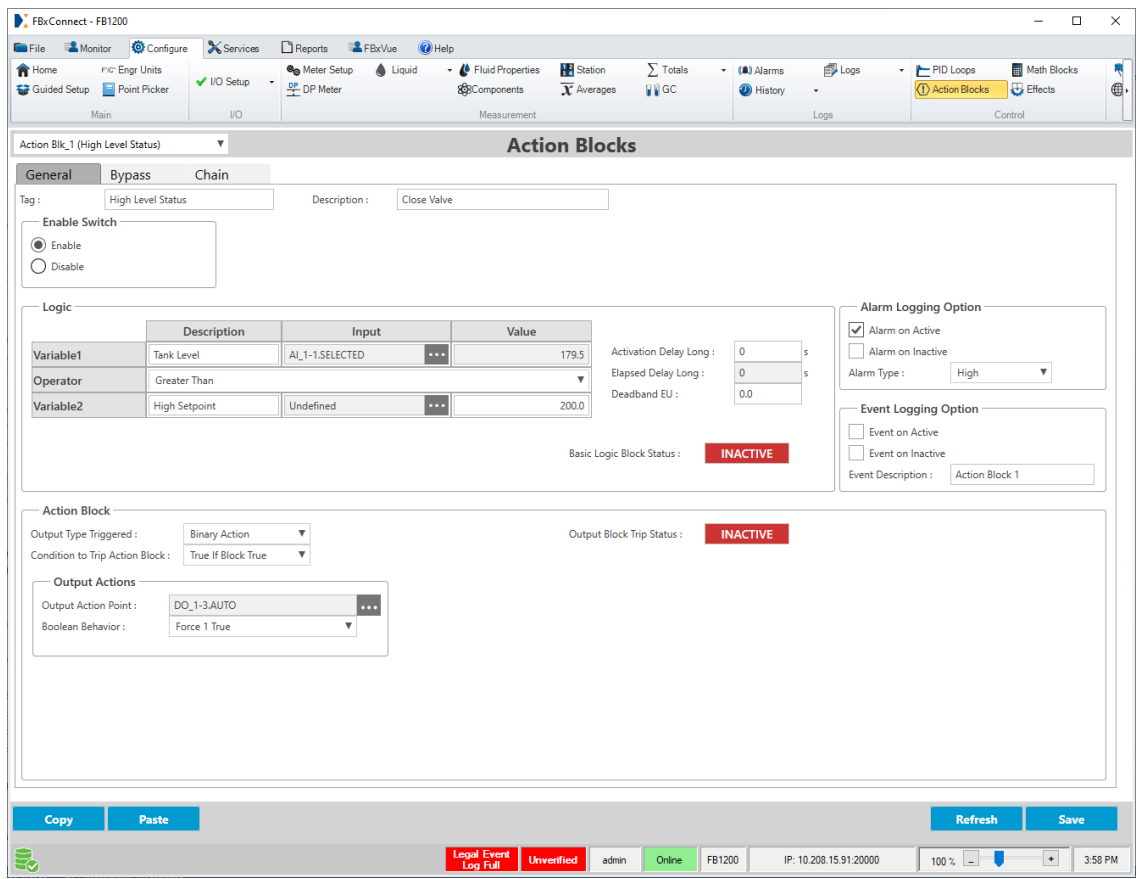 FBxConnect - FB1200
File Monitor Configure Services Reports FBxVue Help
Home Engr Units Meter Setup Liquid Fluid Properties Station Totals Alarms Logs PID Loops Math Blocks
I/O Setup
Guided Setup Point Picker DP DP Meter Components Averages GC History Action Blocks Effects
Main I/O Measurement Logs Control
Action Blk_1 (High Level Status) Action Blocks
General Bypass Chain
Tag : High Level Status Description : Close Valve
Enable Switch
Enable
Disable
Logic
Description Input Value
Variable1 Tank Level AI_1-1.SELECTED ... 179.5
Operator Greater Than
Variable2 High Setpoint Undefined ... 200.0
Activation Delay Long : 0 s
Elapsed Delay Long : 0 s
Deadband EU : 0.0
Basic Logic Block Status : INACTIVE
Alarm Logging Option
Alarm on Active
Alarm on Inactive
Alarm Type : High
Event Logging Option
Event on Active
Event on Inactive
Event Description : Action Block 1
Action Block
Output Type Triggered : Binary Action
Condition to Trip Action Block : True If Block True
Output Block Trip Status : INACTIVE
Output Actions
Output Action Point : DO_1-3.AUTO ...
Boolean Behavior : Force 1 True
Copy Paste Refresh Save
Legal Event
Log Full
Unverified admin Online FB1200 IP: 10.208.15.91:20000 100 % - + 3:58 PM